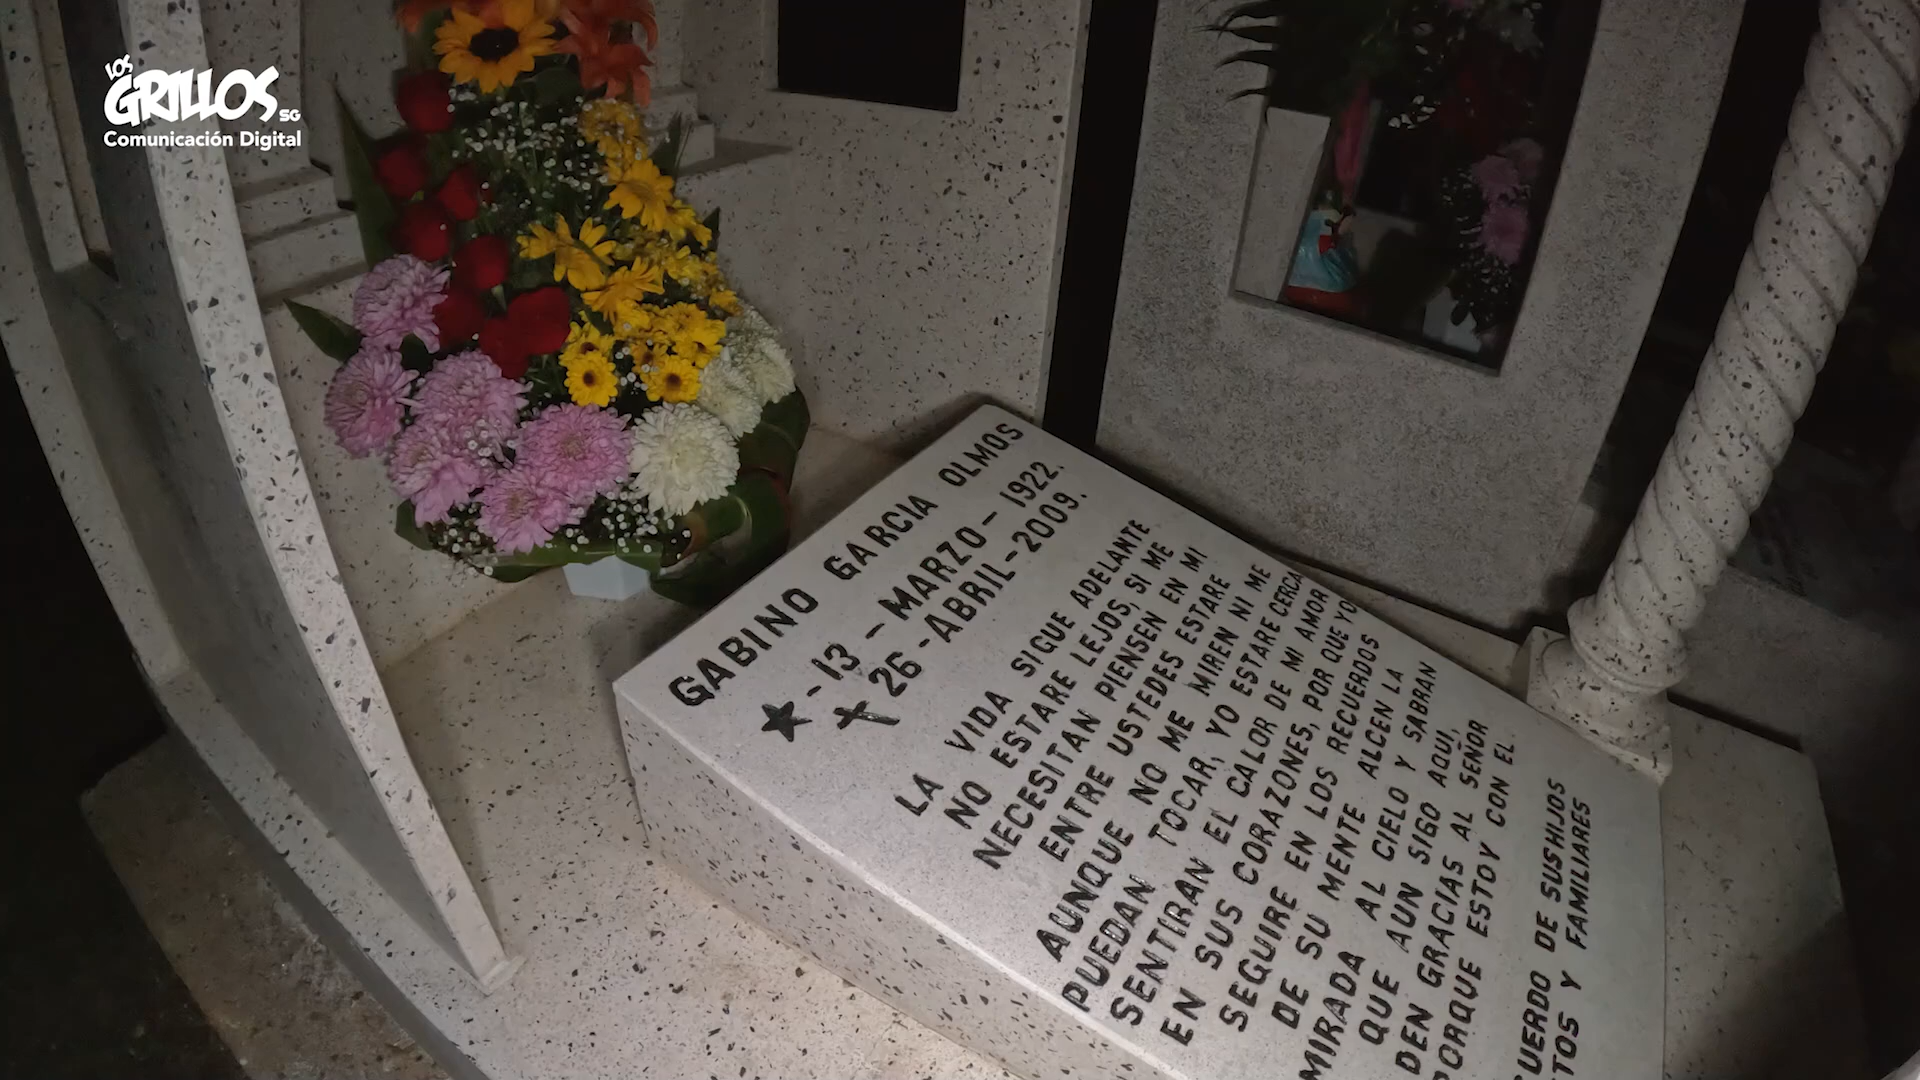 LOS
GRILLOS SG
Comunicación Digital
GABINO GARCIA OLMOS
★ - 13 - MARZO - 1922.
✝ 26 - ABRIL - 2009.
LA VIDA SIGUE ADELANTE
NO ESTARE LEJOS, SI ME
NECESITAN PIENSEN EN MI
ENTRE USTEDES ESTARE
AUNQUE NO ME MIREN NI ME
PUEDAN TOCAR, YO ESTARE CERCA
SENTIRAN EL CALOR DE MI AMOR
EN SUS CORAZONES, POR QUE YO
SEGUIRE EN LOS RECUERDOS
DE SU MENTE ALCEN LA
MIRADA AL CIELO Y SABRAN
QUE AUN SIGO AQUI,
DEN GRACIAS AL SEÑOR
PORQUE ESTOY CON EL
DE SUS HIJOS
Y FAMILIARES